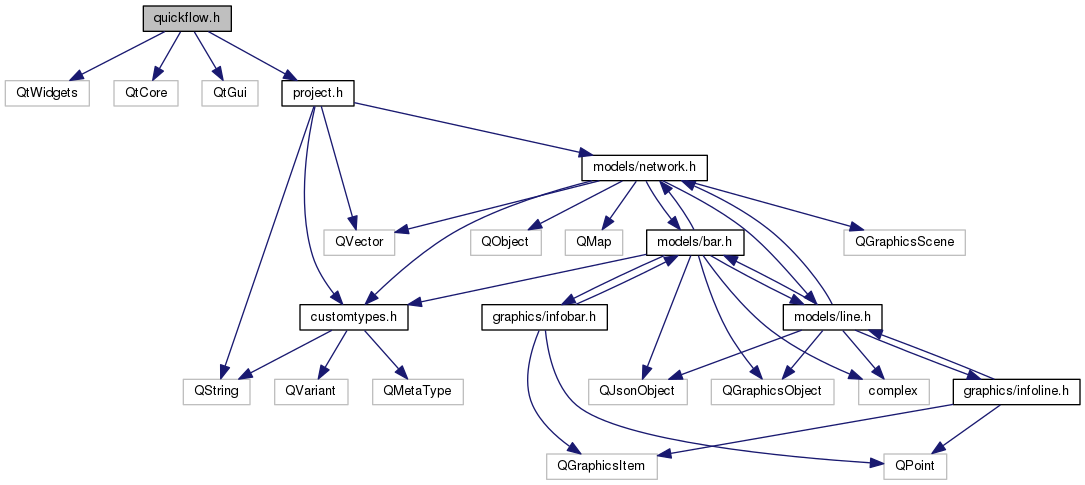 quickflow.h
QtWidgets
QtCore
QtGui
project.h
models/network.h
QVector
QObject
QMap
models/bar.h
QGraphicsScene
customtypes.h
graphics/infobar.h
models/line.h
QString
QVariant
QMetaType
QJsonObject
QGraphicsObject
complex
graphics/infoline.h
QGraphicsItem
QPoint